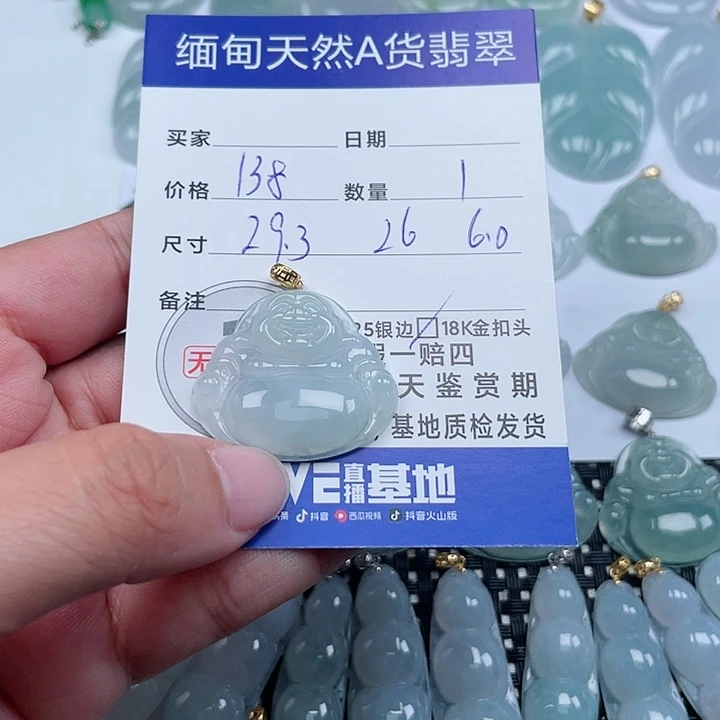 缅甸天然A货翡翠
买家 日期
价格 138 数量 1
尺寸 29.3 26 6.0
备注
5银边 18K金扣头
无 一赔四
天鉴赏期
基地质检发货
VE直播基地
抖音 西瓜视频 抖音火山版